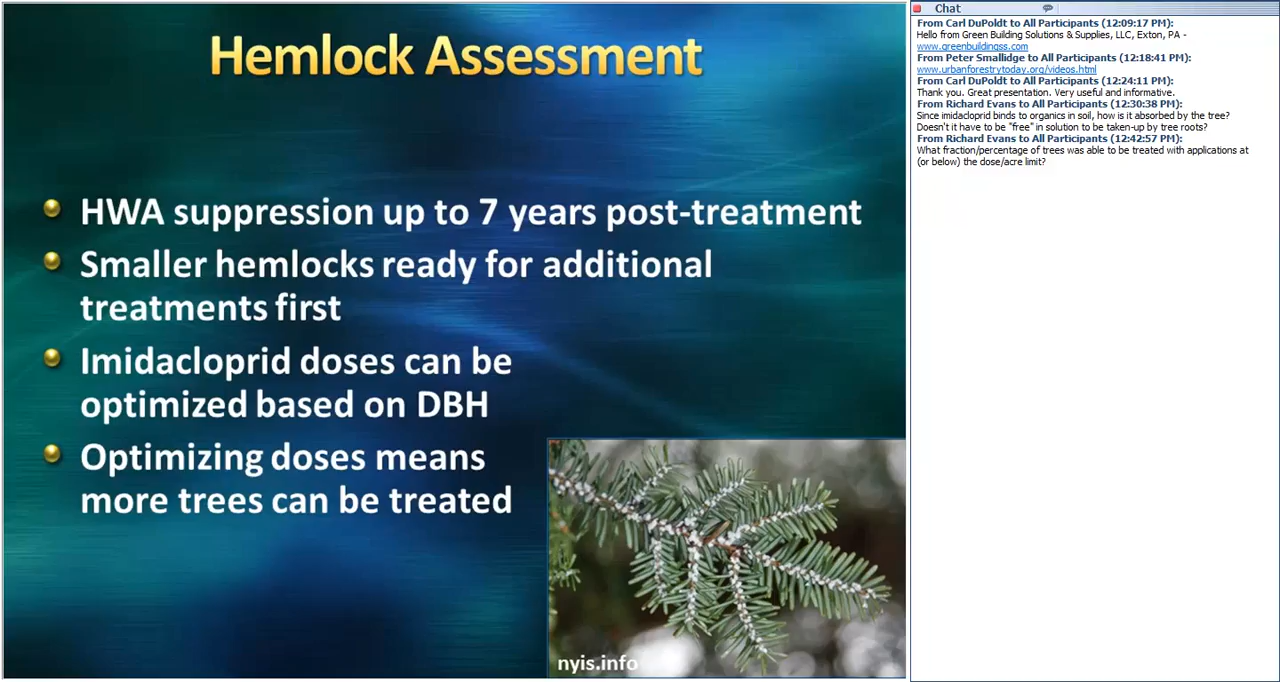 Hemlock Assessment
HWA suppression up to 7 years post-treatment
Smaller hemlocks ready for additional
treatments first
Imidacloprid doses can be
optimized based on DBH
Optimizing doses means
more trees can be treated
nyis.info
Chat
From Carl DuPoldt to All Participants (12:09:17 PM):
Hello from Green Building Solutions & Supplies, LLC, Exton, PA -
www.greenbuildingss.com
From Peter Smallidge to All Participants (12:18:41 PM):
www.urbanforestrytoday.org/videos.html
From Carl DuPoldt to All Participants (12:24:11 PM):
Thank you. Great presentation. Very useful and informative.
From Richard Evans to All Participants (12:30:38 PM):
Since imidacloprid binds to organics in soil, how is it absorbed by the tree?
Doesn't it have to be "free" in solution to be taken-up by tree roots?
From Richard Evans to All Participants (12:42:57 PM):
What fraction/percentage of trees was able to be treated with applications at
(or below) the dose/acre limit?